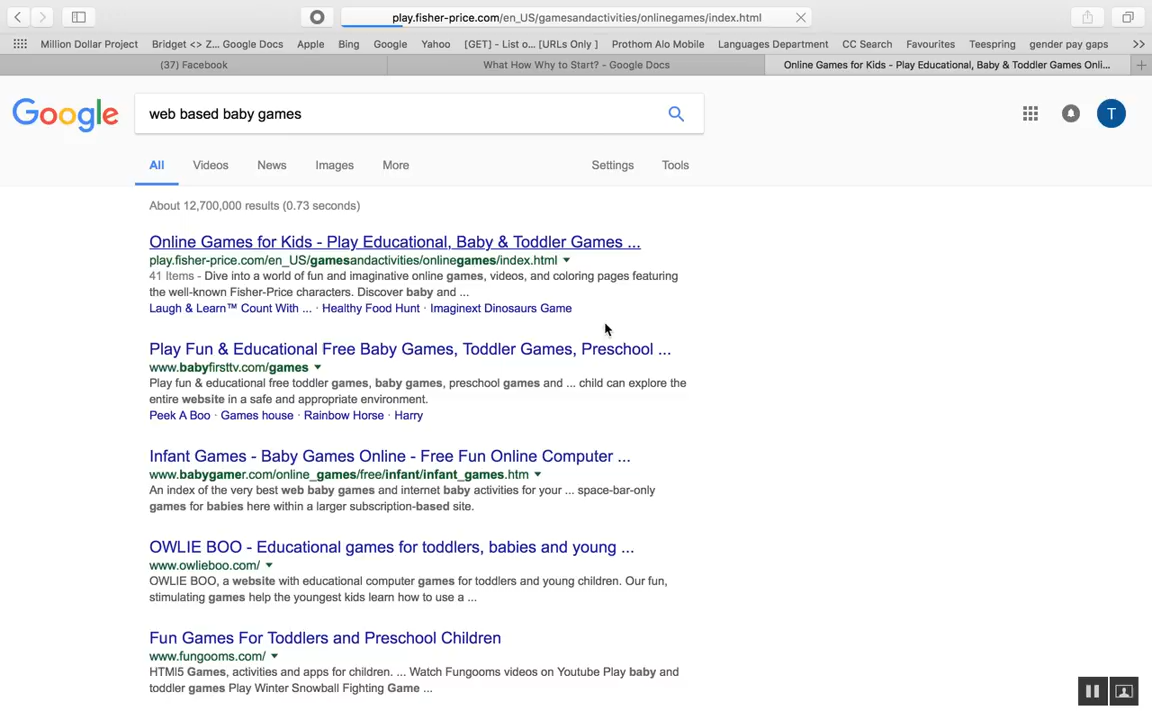 play.fisher-price.com/en_US/gamesandactivities/onlinegames/index.html
Million Dollar Project Bridget <> Z... Google Docs Apple Bing Google Yahoo [GET] - List o... [URLs Only ] Prothom Alo Mobile Languages Department CC Search Favourites Teespring gender pay gaps >>
(37) Facebook What How Why to Start? - Google Docs Online Games for Kids - Play Educational, Baby & Toddler Games Onli...
Google web based baby games T
All Videos News Images More Settings Tools
About 12,700,000 results (0.73 seconds)
Online Games for Kids - Play Educational, Baby & Toddler Games ...
play.fisher-price.com/en_US/gamesandactivities/onlinegames/index.html
41 Items - Dive into a world of fun and imaginative online games, videos, and coloring pages featuring
the well-known Fisher-Price characters. Discover baby and ...
Laugh & Learn™ Count With ... · Healthy Food Hunt · Imaginext Dinosaurs Game
Play Fun & Educational Free Baby Games, Toddler Games, Preschool ...
www.babyfirsttv.com/games
Play fun & educational free toddler games, baby games, preschool games and ... child can explore the
entire website in a safe and appropriate environment.
Peek A Boo · Games house · Rainbow Horse · Harry
Infant Games - Baby Games Online - Free Fun Online Computer ...
www.babygamer.com/online_games/free/infant/infant_games.htm
An index of the very best web baby games and internet baby activities for your ... space-bar-only
games for babies here within a larger subscription-based site.
OWLIE BOO - Educational games for toddlers, babies and young ...
www.owlieboo.com/
OWLIE BOO, a website with educational computer games for toddlers and young children. Our fun,
stimulating games help the youngest kids learn how to use a ...
Fun Games For Toddlers and Preschool Children
www.fungooms.com/
HTMl5 Games, activities and apps for children. ... Watch Fungooms videos on Youtube Play baby and
toddler games Play Winter Snowball Fighting Game ...